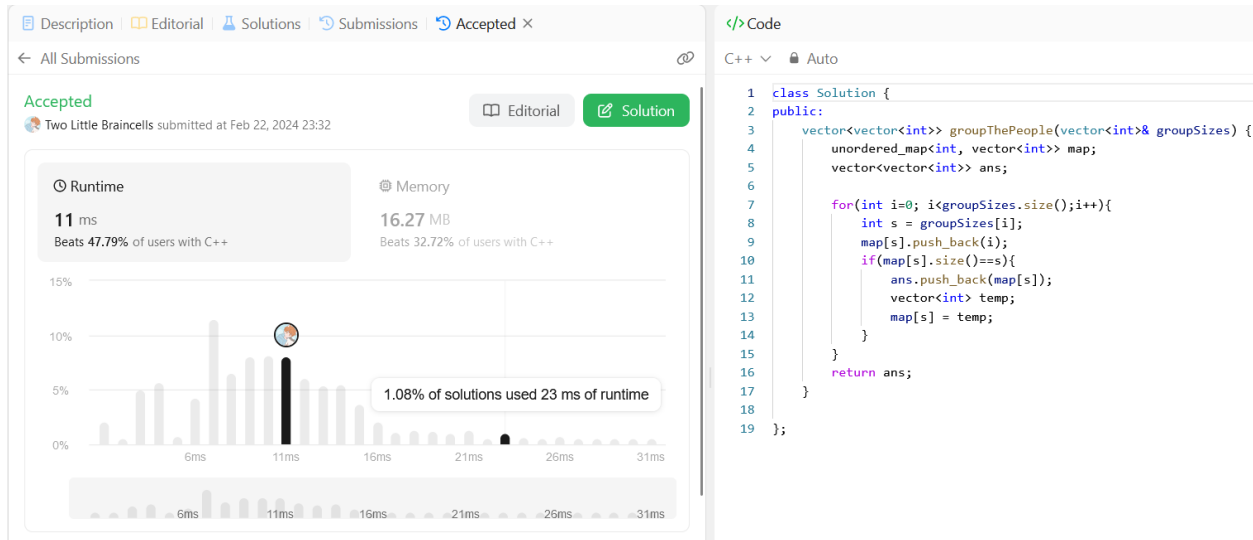 Description Editorial Solutions Submissions Accepted
All Submissions
Accepted
Editorial Solution
Two Little Braincells submitted at Feb 22, 2024 23:32
Runtime
11 ms
Beats 47.79% of users with C++
Memory
16.27 MB
Beats 32.72% of users with C++
15%
10%
5%
0%
1.08% of solutions used 23 ms of runtime
6ms 11ms 16ms 21ms 26ms 31ms
6ms 11ms 16ms 21ms 26ms 31ms
</> Code
C++ Auto
1 class Solution {
2 public:
3     vector<vector<int>> groupThePeople(vector<int>& groupSizes) {
4         unordered_map<int, vector<int>> map;
5         vector<vector<int>> ans;
6
7         for(int i=0; i<groupSizes.size();i++){
8             int s = groupSizes[i];
9             map[s].push_back(i);
10             if(map[s].size()==s){
11                 ans.push_back(map[s]);
12                 vector<int> temp;
13                 map[s] = temp;
14             }
15         }
16         return ans;
17     }
18
19 };